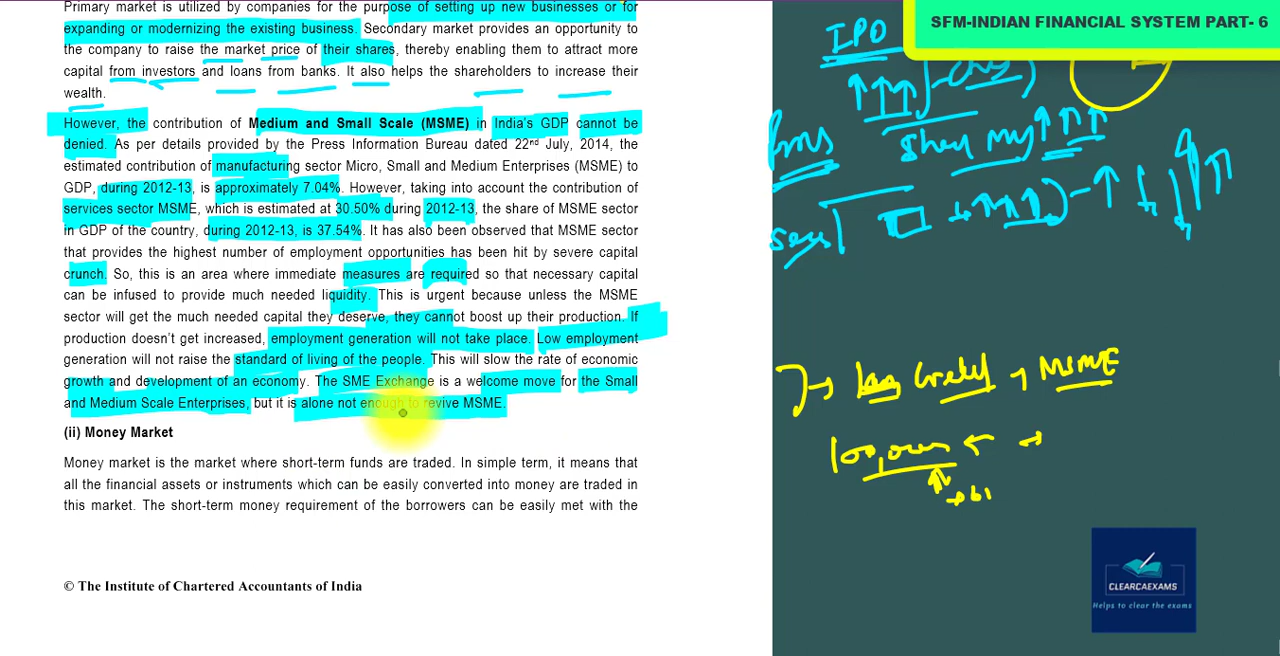 Primary market is utilized by companies for the purpose of setting up new businesses or for
expanding or modernizing the existing business. Secondary market provides an opportunity to
the company to raise the market price of their shares, thereby enabling them to attract more
capital from investors and loans from banks. It also helps the shareholders to increase their
wealth.
However, the contribution of Medium and Small Scale (MSME) in India's GDP cannot be
denied. As per details provided by the Press Information Bureau dated 22nd July, 2014, the
estimated contribution of manufacturing sector Micro, Small and Medium Enterprises (MSME) to
GDP, during 2012-13, is approximately 7.04%. However, taking into account the contribution of
services sector MSME, which is estimated at 30.50% during 2012-13, the share of MSME sector
in GDP of the country, during 2012-13, is 37.54%. It has also been observed that MSME sector
that provides the highest number of employment opportunities has been hit by severe capital
crunch. So, this is an area where immediate measures are required so that necessary capital
can be infused to provide much needed liquidity. This is urgent because unless the MSME
sector will get the much needed capital they deserve, they cannot boost up their production. If
production doesn't get increased, employment generation will not take place. Low employment
generation will not raise the standard of living of the people. This will slow the rate of economic
growth and development of an economy. The SME Exchange is a welcome move for the Small
and Medium Scale Enterprises, but it is alone not enough to revive MSME.
(ii) Money Market
Money market is the market where short-term funds are traded. In simple term, it means that
all the financial assets or instruments which can be easily converted into money are traded in
this market. The short-term money requirement of the borrowers can be easily met with the
© The Institute of Chartered Accountants of India
SFM-INDIAN FINANCIAL SYSTEM PART- 6
IPO
MSME
CLEARCAEXAMS
Helps to clear the exams